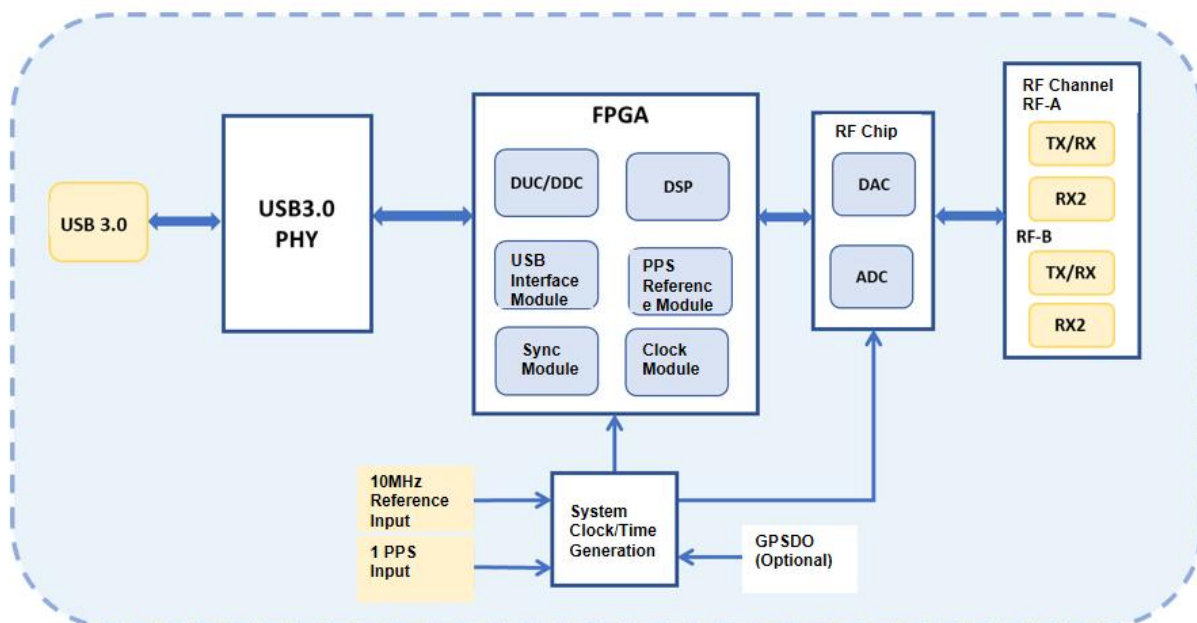 USB 3.0
USB3.0
PHY
FPGA
DUC/DDC
DSP
USB
Interface
Module
PPS
Referenc
e Module
Sync
Module
Clock
Module
RF Chip
DAC
ADC
RF Channel
RF-A
TX/RX
RX2
RF-B
TX/RX
RX2
10MHz
Reference
Input
1 PPS
Input
System
Clock/Time
Generation
GPSDO
(Optional)